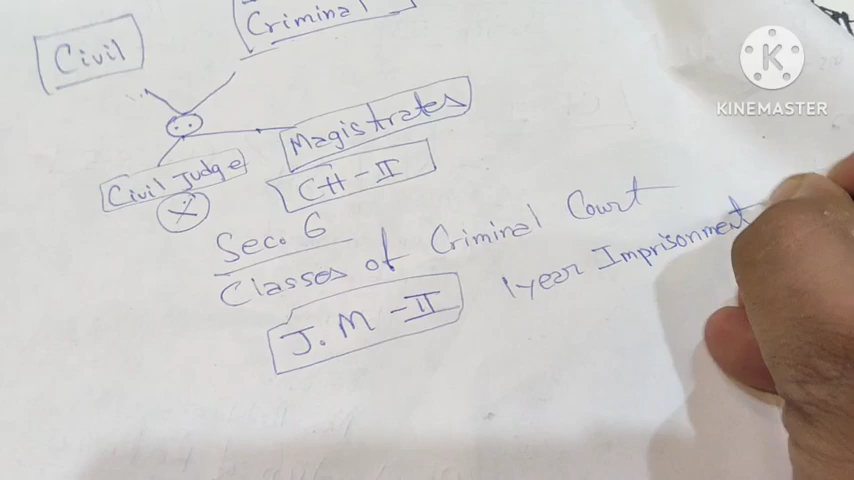 Criminal
Civil
Magistrates
Civil Judge
CH-II
Sec. 6
Classes of Criminal Court
J.M-II
1 year Imprisonment
K
KINEMASTER